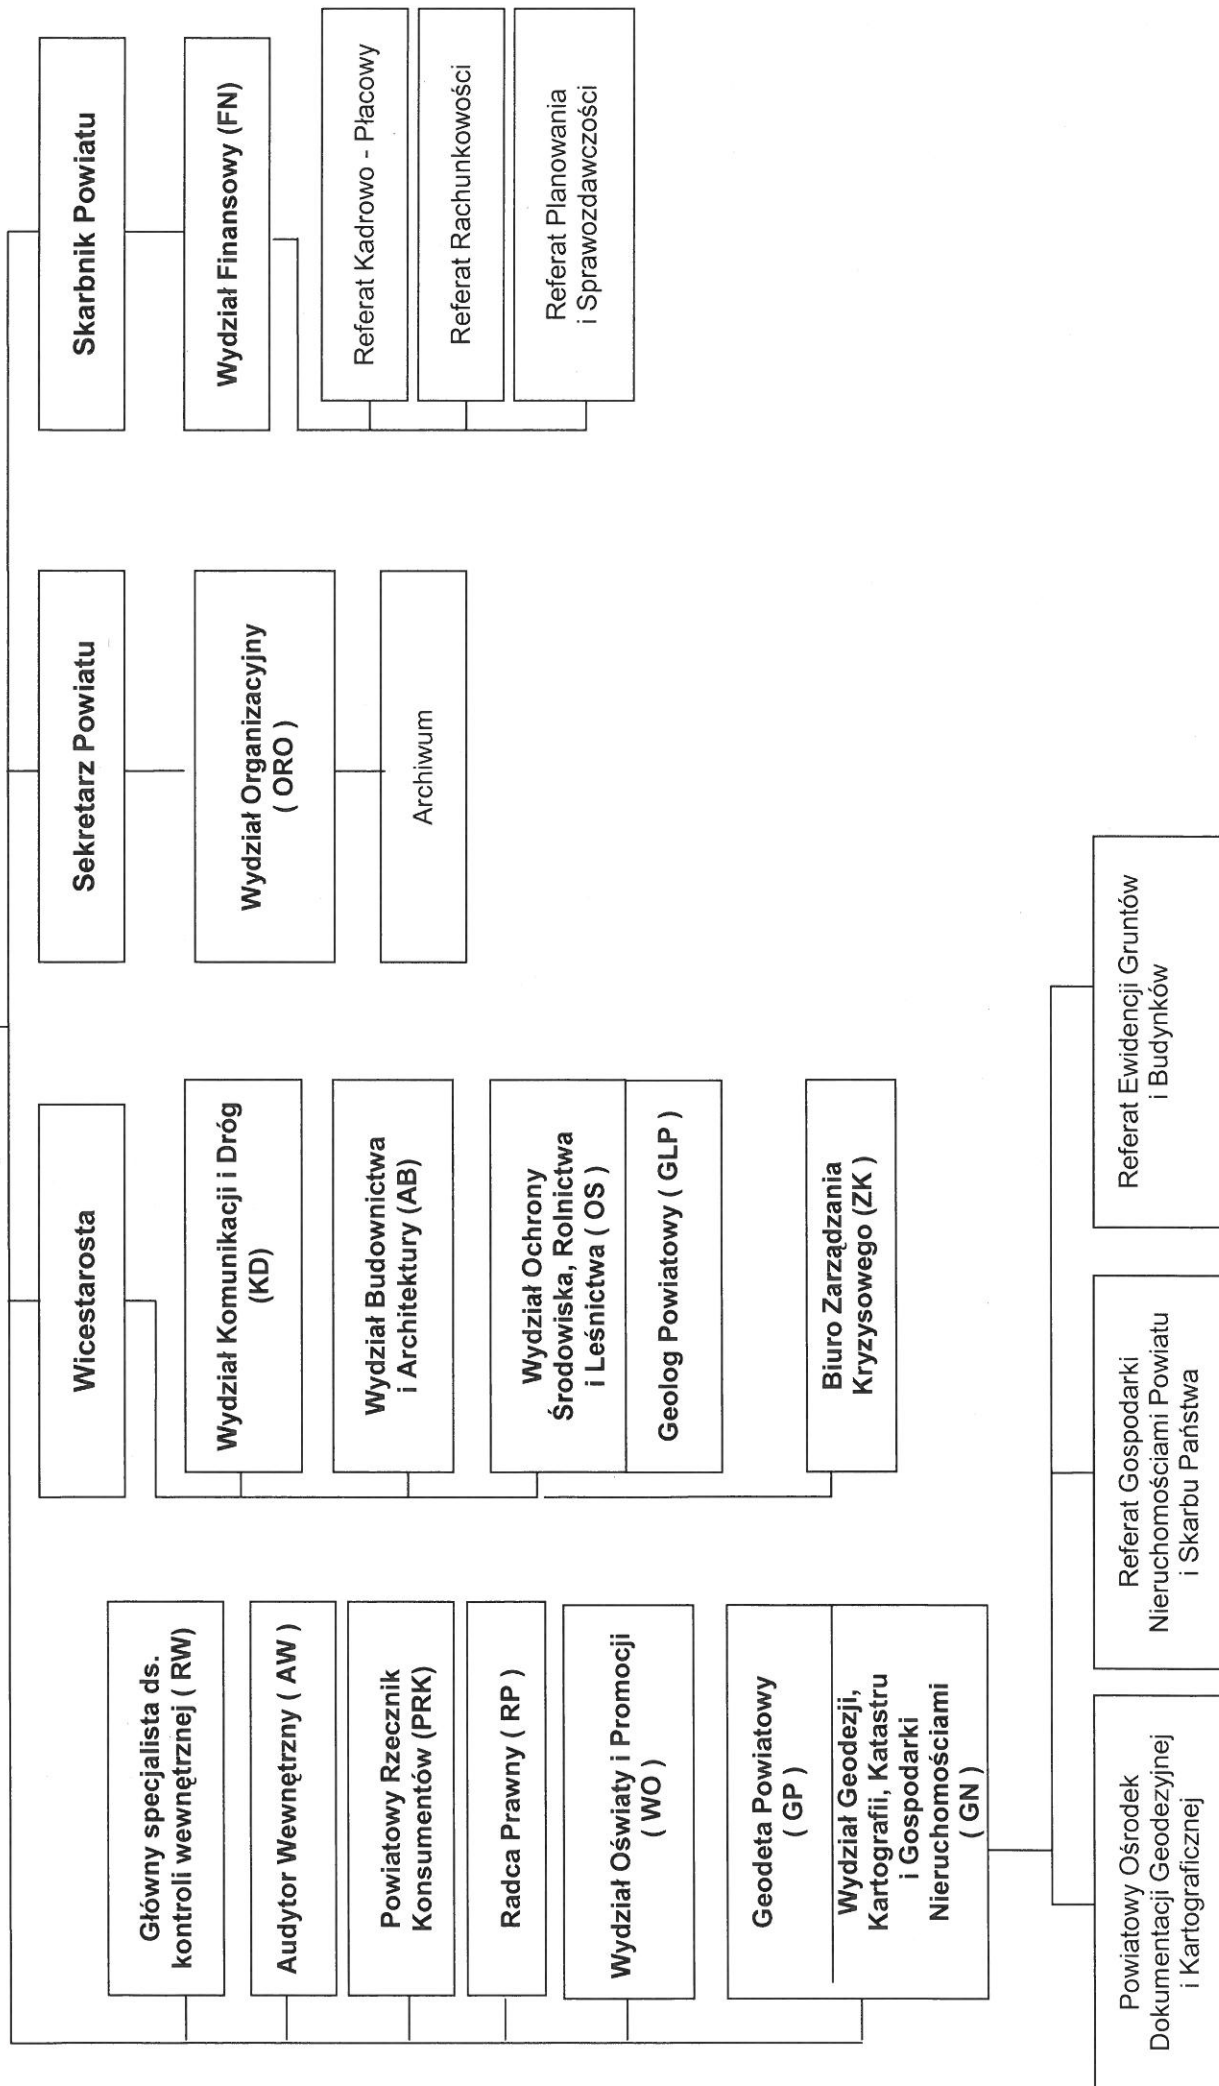 Główny specjalista ds.
kontroli wewnętrznej ( RW)
Audytor Wewnętrzny ( AW )
Powiatowy Rzecznik
Konsumentów (PRK)
Radca Prawny ( RP )
Wydział Oświaty i Promocji
( WO )
Geodeta Powiatowy
( GP )
Wydział Geodezji,
Kartografii, Katastru
i Gospodarki
Nieruchomościami
( GN )
Powiatowy Ośrodek
Dokumentacji Geodezyjnej
i Kartograficznej
Referat Gospodarki
Nieruchomościami Powiatu
i Skarbu Państwa
Referat Ewidencji Gruntów
i Budynków
Wicestarosta
Wydział Komunikacji i Dróg
(KD)
Wydział Budownictwa
i Architektury (AB)
Wydział Ochrony
Środowiska, Rolnictwa
i Leśnictwa ( OS )
Geolog Powiatowy ( GLP )
Biuro Zarządzania
Kryzysowego (ZK )
Sekretarz Powiatu
Wydział Organizacyjny
( ORO )
Archiwum
Skarbnik Powiatu
Wydział Finansowy (FN)
Referat Kadrowo - Płacowy
Referat Rachunkowości
Referat Planowania
i Sprawozdawczości